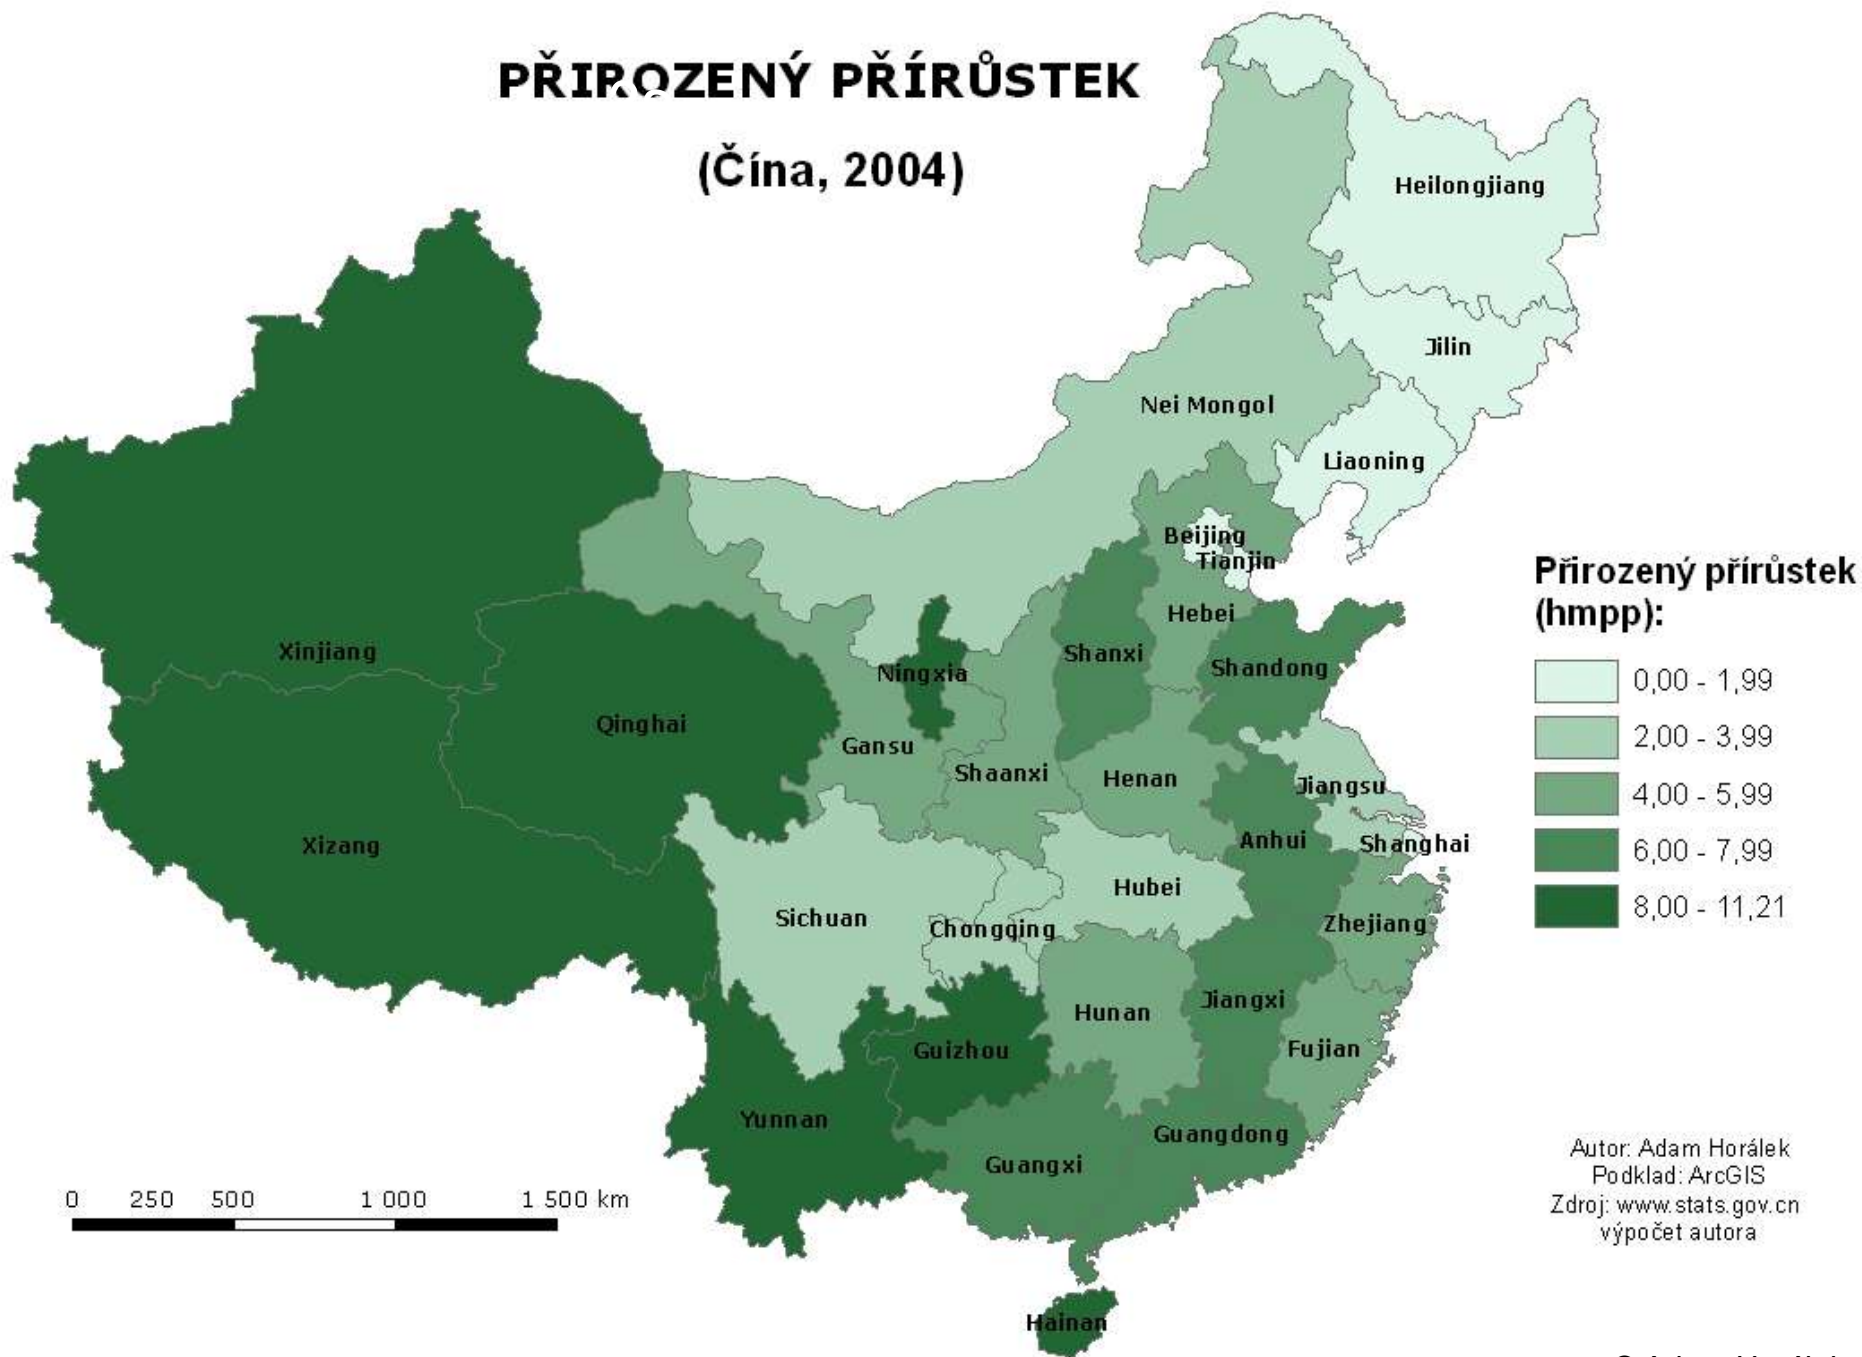 PŘIROZENÝ PŘÍRŮSTEK
(Čína, 2004)
Heilongjiang
Jilin
Nei Mongol
Liaoning
Beijing
Tianjin
Hebei
Xinjiang
Ningxia
Shanxi
Shandong
Qinghai
Gansu
Shaanxi
Henan
Jiangsu
Xizang
Anhui
Shanghai
Sichuan
Chongqing
Hubei
Zhejiang
Hunan
Jiangxi
Guizhou
Fujian
Yunnan
Guangxi
Guangdong
Hainan
Přirozený přírůstek
(hmpp):
0,00 - 1,99
2,00 - 3,99
4,00 - 5,99
6,00 - 7,99
8,00 - 11,21
0 250 500 1 000 1 500 km
Autor: Adam Horálek
Podklad: ArcGIS
Zdroj: www.stats.gov.cn
výpočet autora